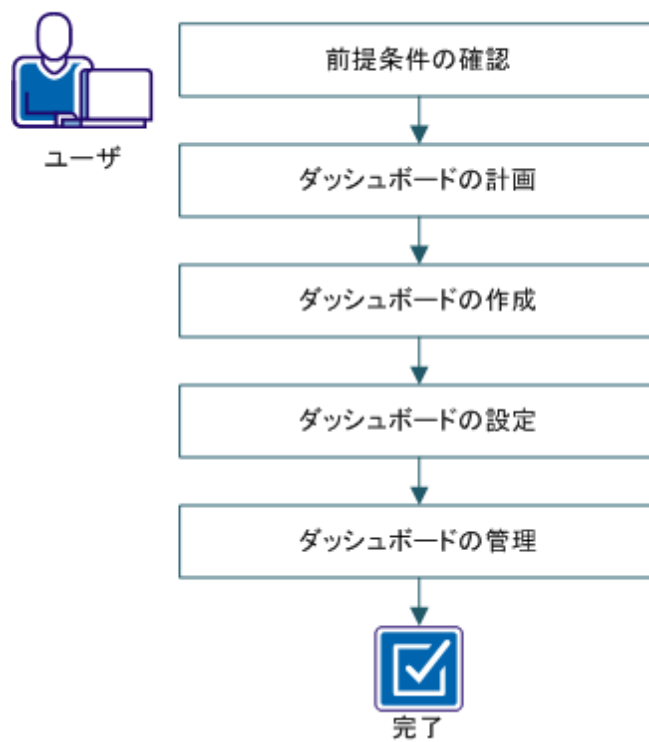 前提条件の確認
ユーザ
ダッシュボードの計画
ダッシュボードの作成
ダッシュボードの設定
ダッシュボードの管理
完了